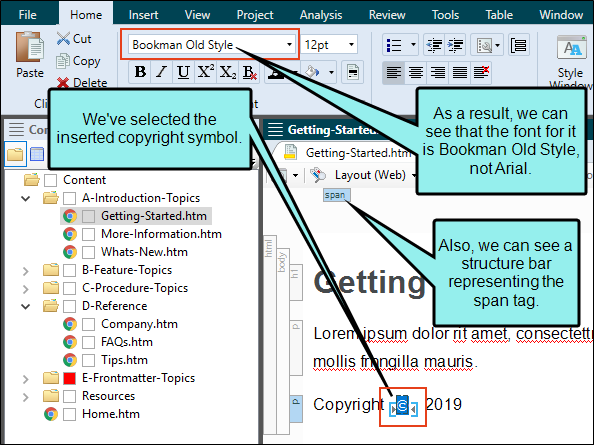 File Home Insert View Project Analysis Review Tools Table Window
Paste
Cut
Copy
Delete
Bookman Old Style 12pt
B I U X² X₂ B A
Style
Window
We've selected the
inserted copyright symbol.
As a result, we can
see that the font for it
is Bookman Old Style,
not Arial.
Also, we can see a
structure bar
representing the
span tag.
Content
A-Introduction-Topics
Getting-Started.htm
More-Information.htm
Whats-New.htm
B-Feature-Topics
C-Procedure-Topics
D-Reference
Company.htm
FAQs.htm
Tips.htm
E-Frontmatter-Topics
Resources
Home.htm
Getting-Started.htm
Getting-Started.htm
Layout (Web)
span
html
body
h1
Getting
p
Lorem ipsum dolor sit amet, consectetu
mollis fringilla mauris.
p
Copyright © 2019